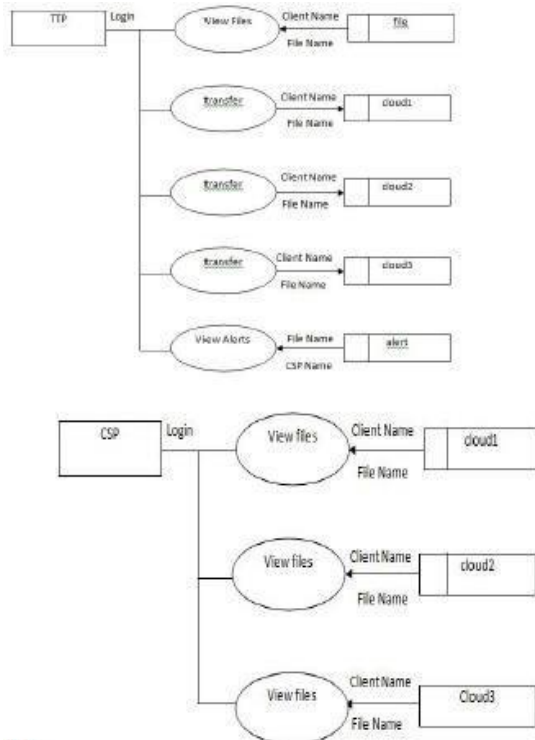 TTP Login View Files Client Name file
File Name
transfer Client Name cloud1
File Name
transfer Client Name cloud2
File Name
transfer Client Name cloud3
File Name
View Alerts File Name alert
CSP Name
CSP Login View files Client Name cloud1
File Name
View files Client Name cloud2
File Name
View files Client Name Cloud3
File Name